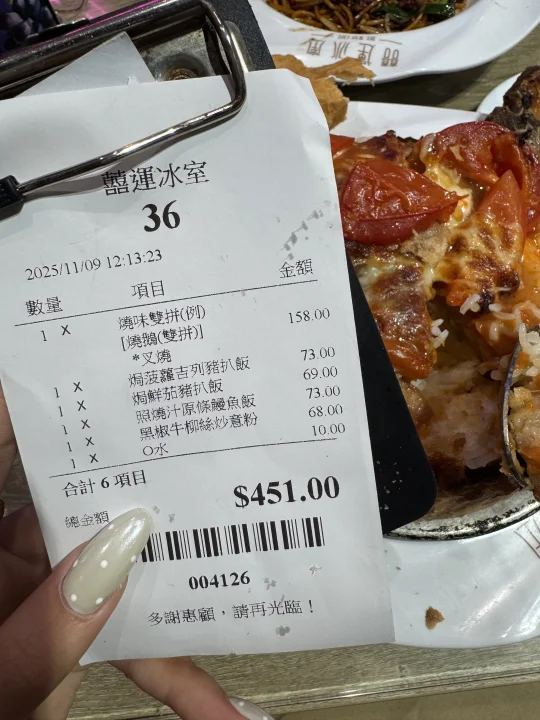 囍運冰室
囍運冰室
36
2025/11/09 12:13:23
數量 項目 金額
1 X 燒味雙拼(例) 158.00
[燒鵝(雙拼)]
*叉燒
1 X 焗菠蘿吉列豬扒飯 73.00
1 X 焗鮮茄豬扒飯 69.00
1 X 照燒汁原條鰻魚飯 73.00
1 X 黑椒牛柳絲炒意粉 68.00
1 X O水 10.00
合計 6 項目
總金額 $451.00
004126
多謝惠顧，請再光臨！